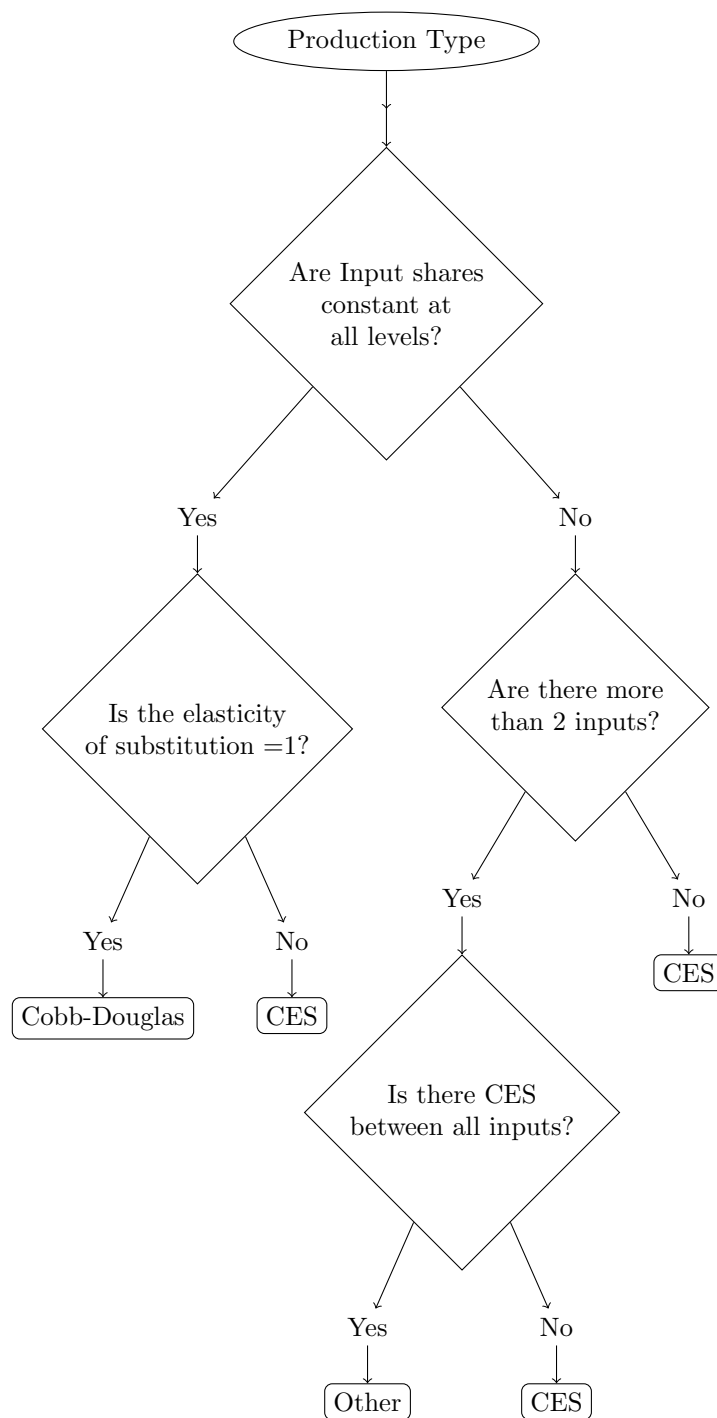 Production Type
Are Input shares
constant at
all levels?
Yes
No
Is the elasticity
of substitution =1?
Are there more
than 2 inputs?
Yes
No
Yes
No
Cobb-Douglas
CES
CES
Is there CES
between all inputs?
Yes
No
Other
CES